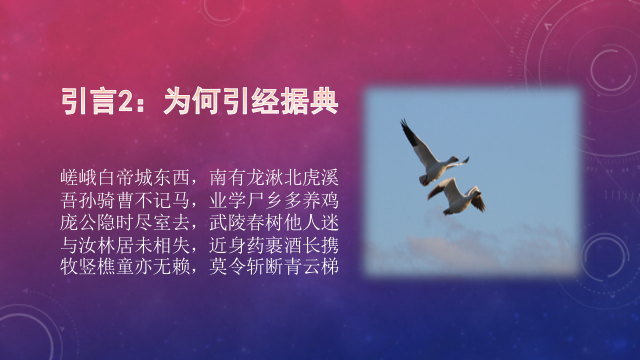 引言2：为何引经据典
嵯峨白帝城东西，南有龙湫北虎溪
吾孙骑曹不记马，业学尸乡多养鸡
庞公隐时尽室去，武陵春树他人迷
与汝林居未相失，近身药裹酒长携
牧竖樵童亦无赖，莫令斩断青云梯